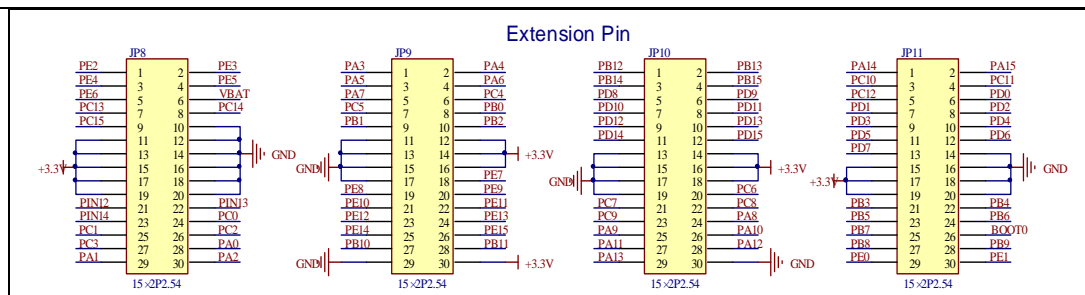 Extension Pin
JP8 JP9 JP10 JP11
PE2 1 2 PE3 PA3 1 2 PA4 PB12 1 2 PB13 PA14 1 2 PA15
PE4 3 4 PE5 PA5 3 4 PA6 PB14 3 4 PB15 PC10 3 4 PC11
PE6 5 6 VBAT PA7 5 6 PC4 PD8 5 6 PD9 PC12 5 6 PD0
PC13 7 8 PC14 PC5 7 8 PB0 PD10 7 8 PD11 PD1 7 8 PD2
PC15 9 10 PB1 9 10 PB2 PD12 9 10 PD13 PD3 9 10 PD4
11 12 11 12 PD14 11 12 PD15 PD5 11 12 PD6
13 14 GND 13 14 +3.3V 13 14 PD7 13 14
+3.3V 15 16 GND 15 16 15 16 +3.3V 15 16 GND
17 18 17 18 PE7 GND 17 18 +3.3V 17 18
19 20 PE8 19 20 PE9 19 20 PC6 19 20
PIN12 21 22 PIN13 PE10 21 22 PE11 PC7 21 22 PC8 PB3 21 22 PB4
PIN14 23 24 PC0 PE12 23 24 PE13 PC9 23 24 PA8 PB5 23 24 PB6
PC1 25 26 PC2 PE14 25 26 PE15 PA9 25 26 PA10 PB7 25 26 BOOT0
PC3 27 28 PA0 PB10 27 28 PB11 PA11 27 28 PA12 PB8 27 28 PB9
PA1 29 30 PA2 GND 29 30 +3.3V PA13 29 30 GND PE0 29 30 PE1
15×2P2.54 15×2P2.54 15×2P2.54 15×2P2.54